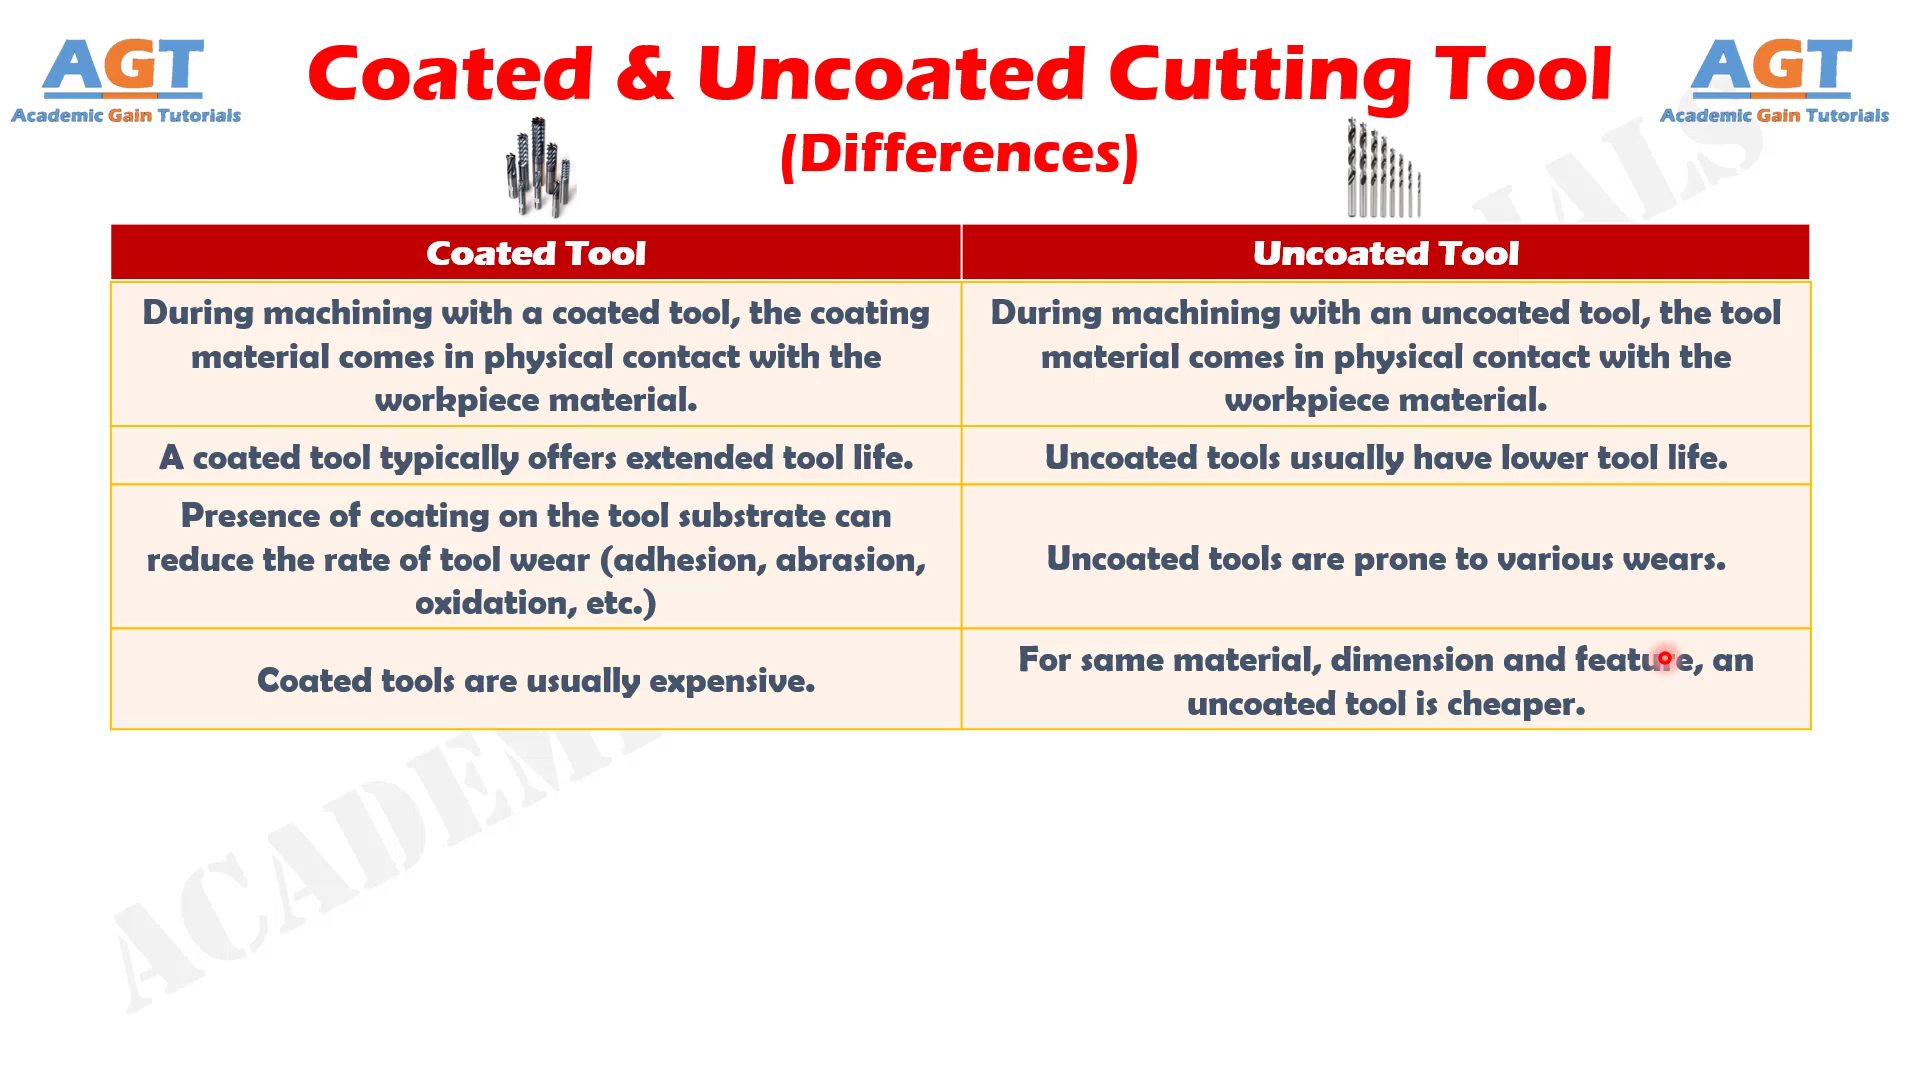 AGT
Academic Gain Tutorials
Coated & Uncoated Cutting Tool
(Differences)
AGT
Academic Gain Tutorials
Coated Tool
Uncoated Tool
During machining with a coated tool, the coating
material comes in physical contact with the
workpiece material.
During machining with an uncoated tool, the tool
material comes in physical contact with the
workpiece material.
A coated tool typically offers extended tool life.
Uncoated tools usually have lower tool life.
Presence of coating on the tool substrate can
reduce the rate of tool wear (adhesion, abrasion,
oxidation, etc.)
Uncoated tools are prone to various wears.
Coated tools are usually expensive.
For same material, dimension and feature, an
uncoated tool is cheaper.